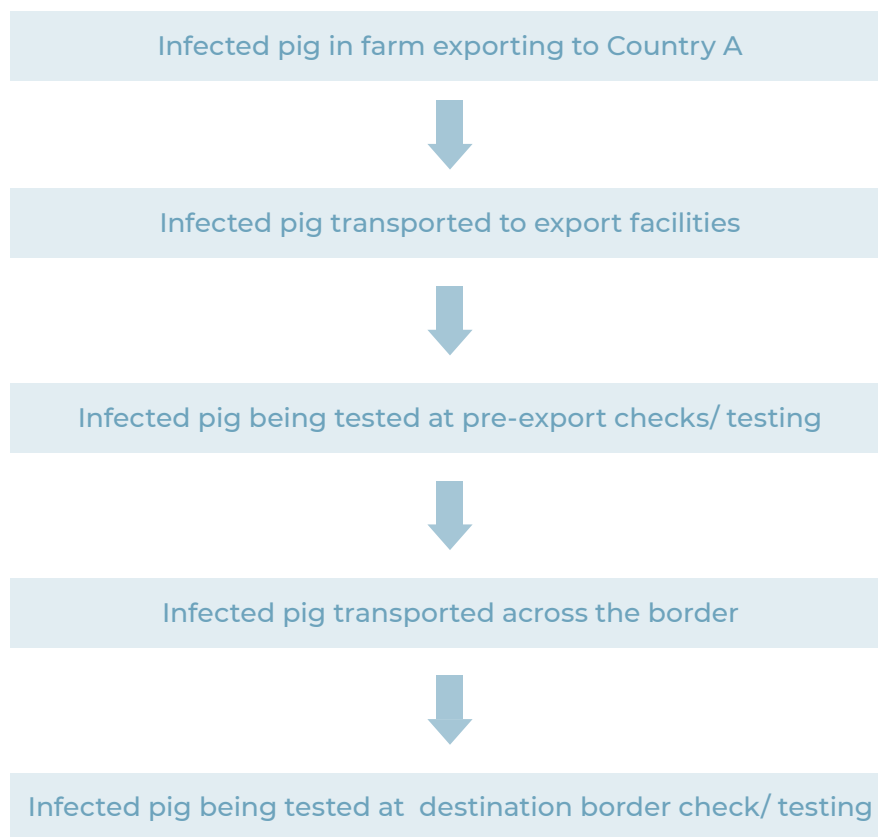 Infected pig in farm exporting to Country A
Infected pig transported to export facilities
Infected pig being tested at pre-export checks/ testing
Infected pig transported across the border
Infected pig being tested at  destination border check/ testing